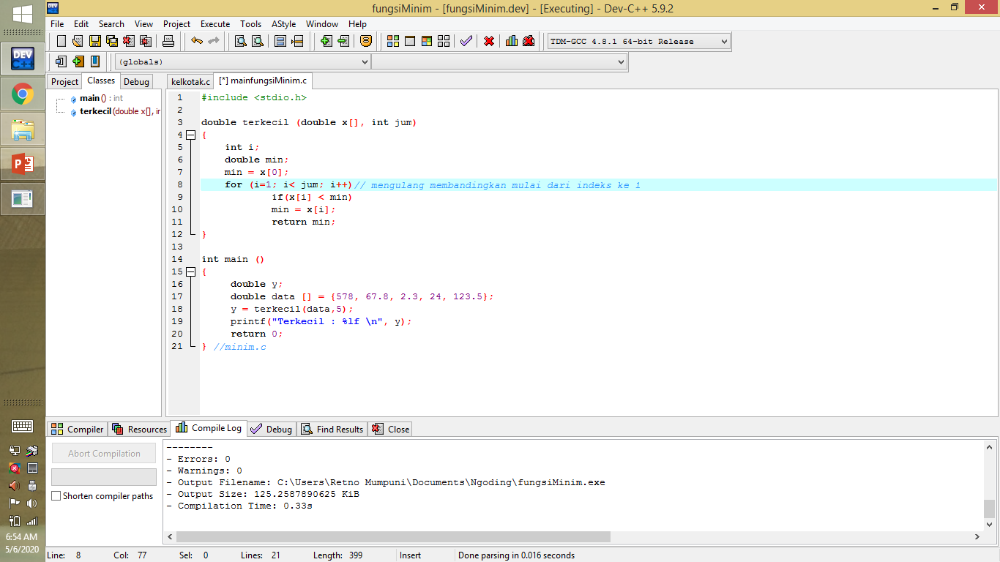 fungsiMinim - [fungsiMinim.dev] - [Executing] - Dev-C++ 5.9.2
File Edit Search View Project Execute Tools AStyle Window Help
TDM-GCC 4.8.1 64-bit Release
(globals)
Project Classes Debug
main () : int
terkecil (double x[], in
kelkotak.c [*] mainfungsiMinim.c
1 #include <stdio.h>
2
3 double terkecil (double x[], int jum)
4 {
5 int i;
6 double min;
7 min = x[0];
8 for (i=1; i< jum; i++)// mengulang membandingkan mulai dari indeks ke 1
9 if(x[i] < min)
10 min = x[i];
11 return min;
12 }
13
14 int main ()
15 {
16 double y;
17 double data [] = {578, 67.8, 2.3, 24, 123.5};
18 y = terkecil(data,5);
19 printf("Terkecil : %lf \n", y);
20 return 0;
21 } //minim.c
Compiler Resources Compile Log Debug Find Results Close
Abort Compilation
Shorten compiler paths
--------
- Errors: 0
- Warnings: 0
- Output Filename: C:\Users\Retno Mumpuni\Documents\Ngoding\fungsiMinim.exe
- Output Size: 125.2587890625 KiB
- Compilation Time: 0.33s
Line: 8 Col: 77 Sel: 0 Lines: 21 Length: 399 Insert Done parsing in 0.016 seconds
DEV
C++
6:54 AM
5/6/2020